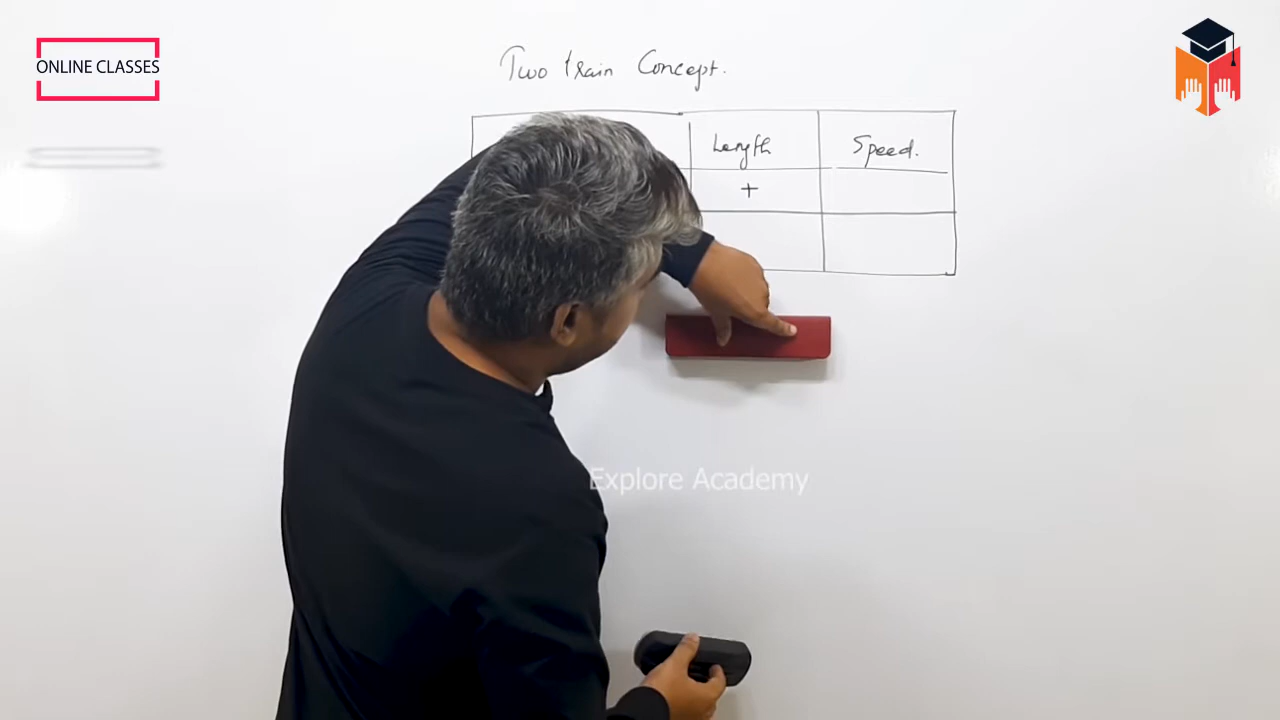 ONLINE CLASSES
Two train Concept.
Length Speed.
+
Explore Academy